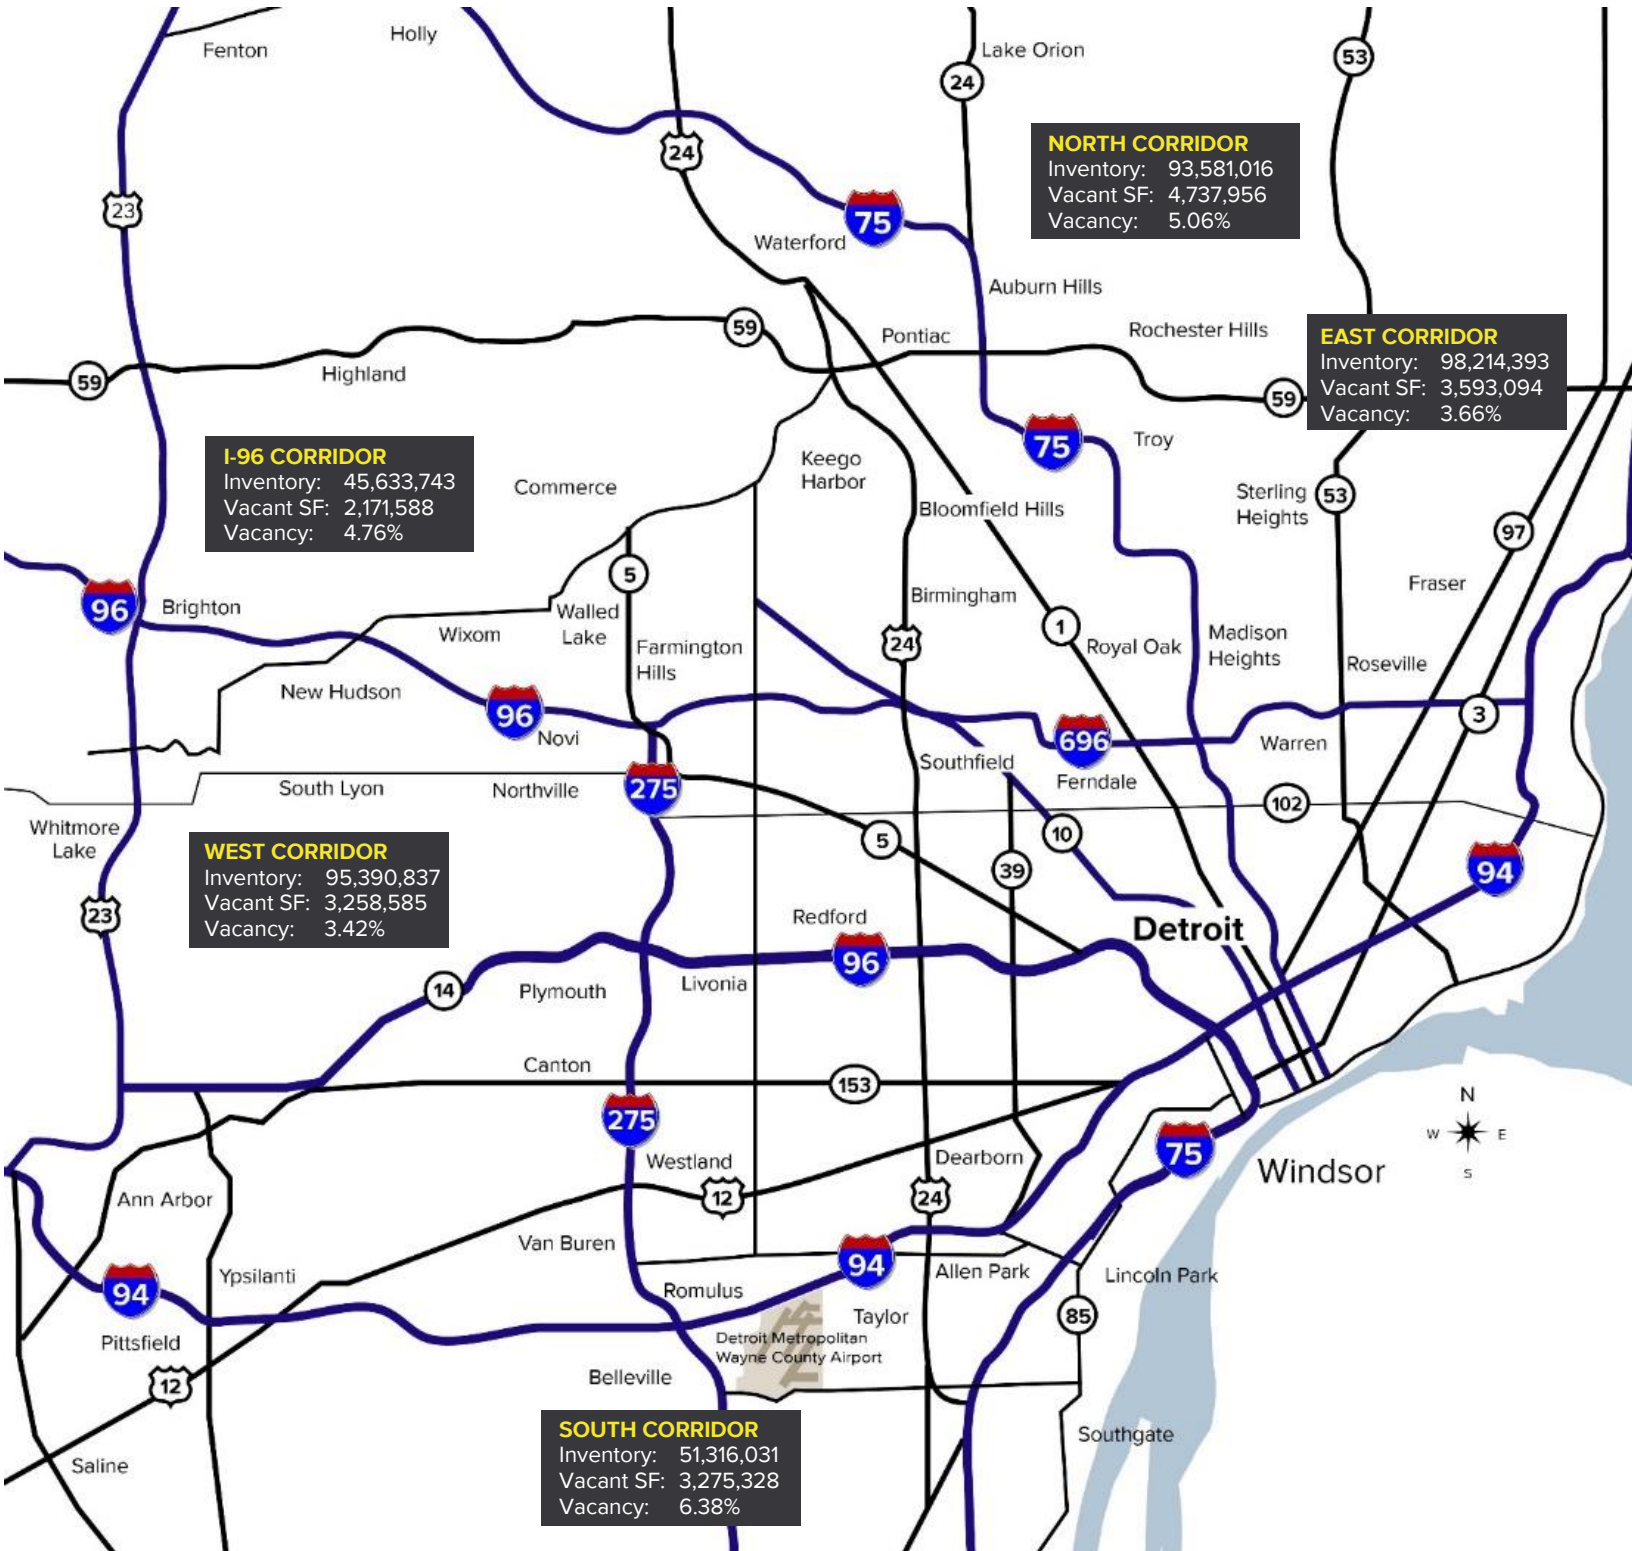 Fenton
Holly
Lake Orion
53
24
24
NORTH CORRIDOR
Inventory: 93,581,016
Vacant SF: 4,737,956
Vacancy: 5.06%
23
75
Waterford
Auburn Hills
59
Pontiac
Rochester Hills
EAST CORRIDOR
Inventory: 98,214,393
Vacant SF: 3,593,094
Vacancy: 3.66%
59
Highland
59
75
Troy
I-96 CORRIDOR
Inventory: 45,633,743
Vacant SF: 2,171,588
Vacancy: 4.76%
Keego
Harbor
Commerce
Sterling
Heights
53
Bloomfield Hills
97
5
Fraser
96
Brighton
Birmingham
Walled
Lake
Wixom
1
24
Farmington
Hills
Royal Oak
Madison
Heights
Roseville
New Hudson
96
Novi
3
696
Warren
Southfield
Ferndale
South Lyon
Northville
275
102
Whitmore
Lake
5
10
39
94
WEST CORRIDOR
Inventory: 95,390,837
Vacant SF: 3,258,585
Vacancy: 3.42%
23
Redford
Detroit
96
14
Plymouth
Livonia
Canton
153
275
N
W
E
S
75
Westland
Dearborn
Windsor
Ann Arbor
12
24
Van Buren
94
Ypsilanti
Allen Park
Lincoln Park
94
Romulus
Taylor
85
Pittsfield
Detroit Metropolitan
Wayne County Airport
12
Belleville
SOUTH CORRIDOR
Inventory: 51,316,031
Vacant SF: 3,275,328
Vacancy: 6.38%
Southgate
Saline